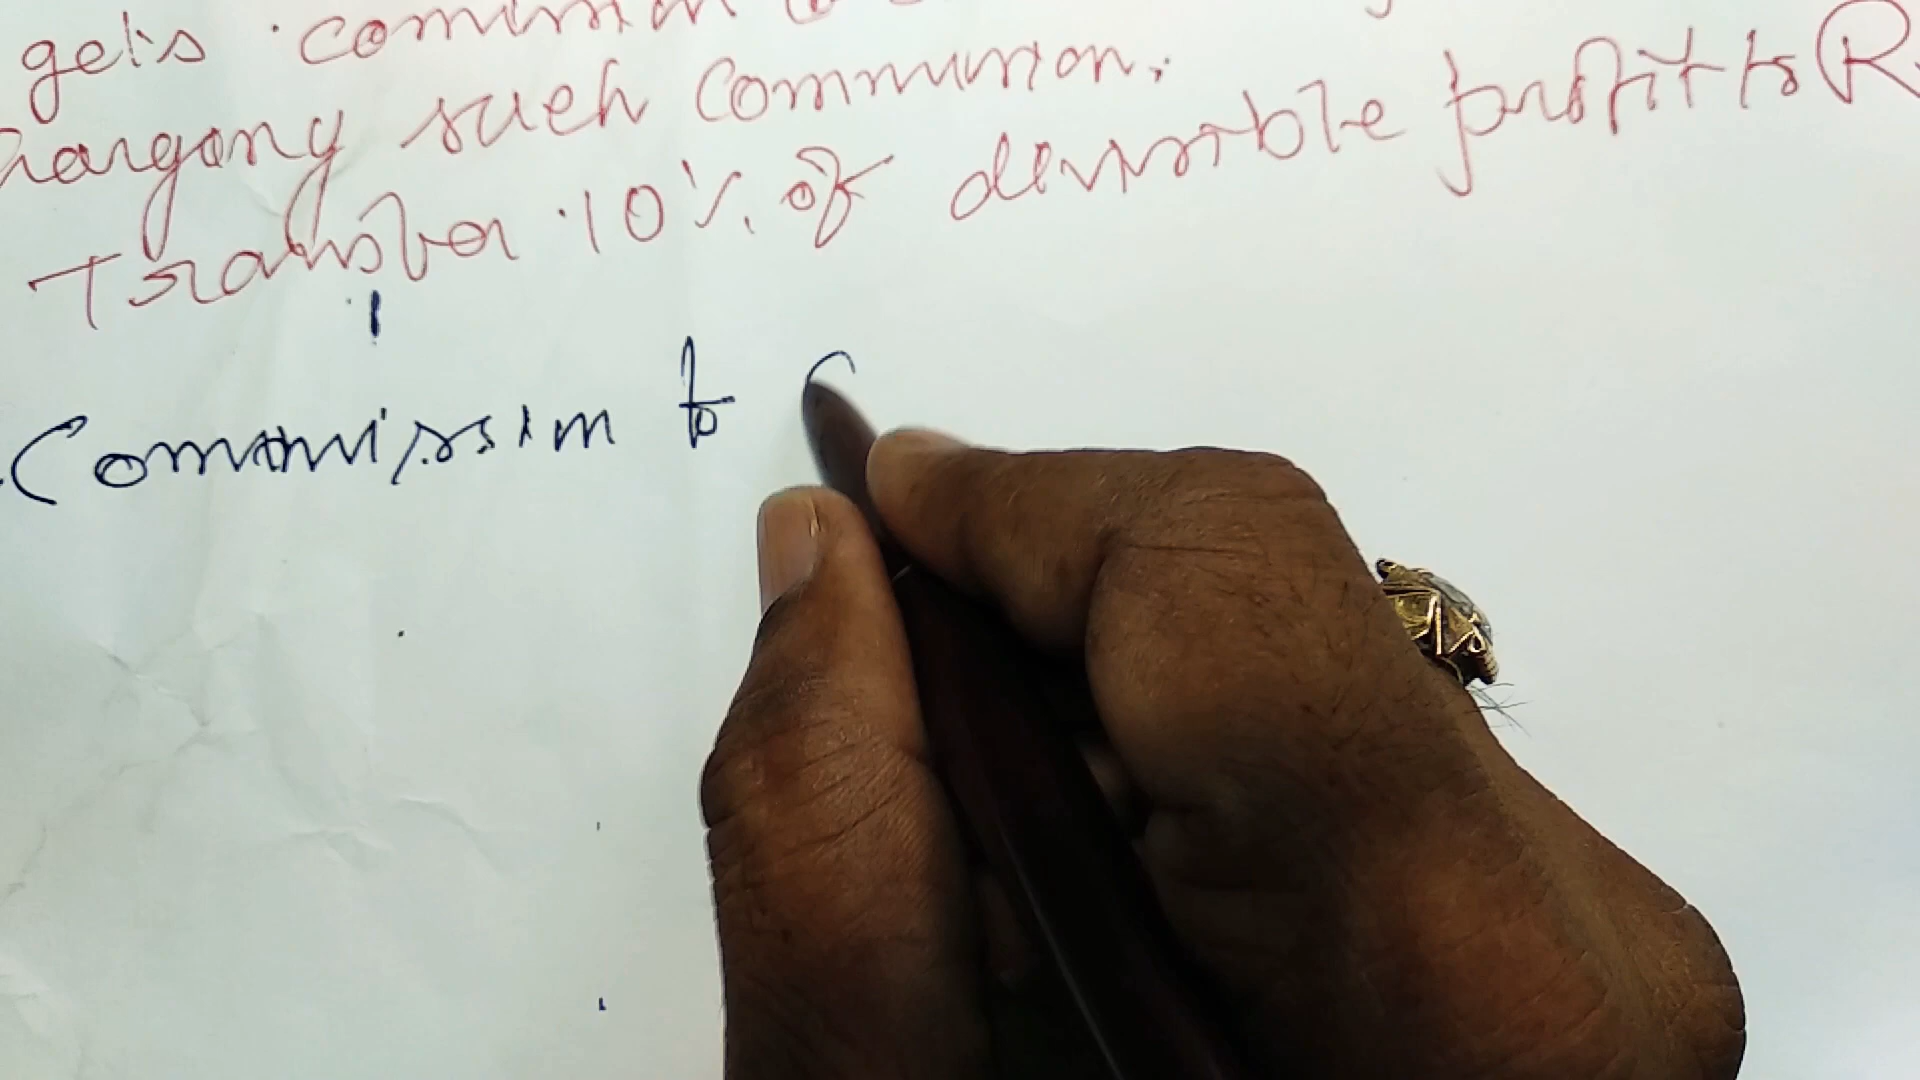 gets commission
charging such commission.
Transfer 10% of divisible profit to R.
Commission to